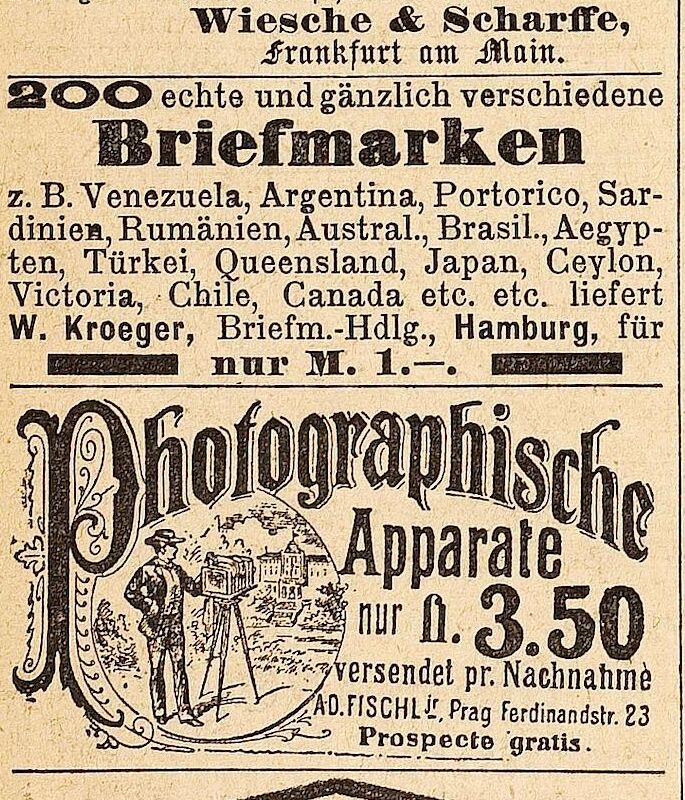 Wiesche & Scharffe,
Frankfurt am Main.
200 echte und gänzlich verschiedene
Briefmarken
z. B. Venezuela, Argentina, Portorico, Sar-
dinien, Rumänien, Austral., Brasil., Aegyp-
ten, Türkei, Queensland, Japan, Ceylon,
Victoria, Chile, Canada etc. etc. liefert
W. Kroeger, Briefm.-Hdlg., Hamburg, für
nur M. 1.—.
Photographische
Apparate
nur fl. 3.50
versendet pr. Nachnahme
AD. FISCHL jr., Prag Ferdinandstr. 23
Prospecte gratis.